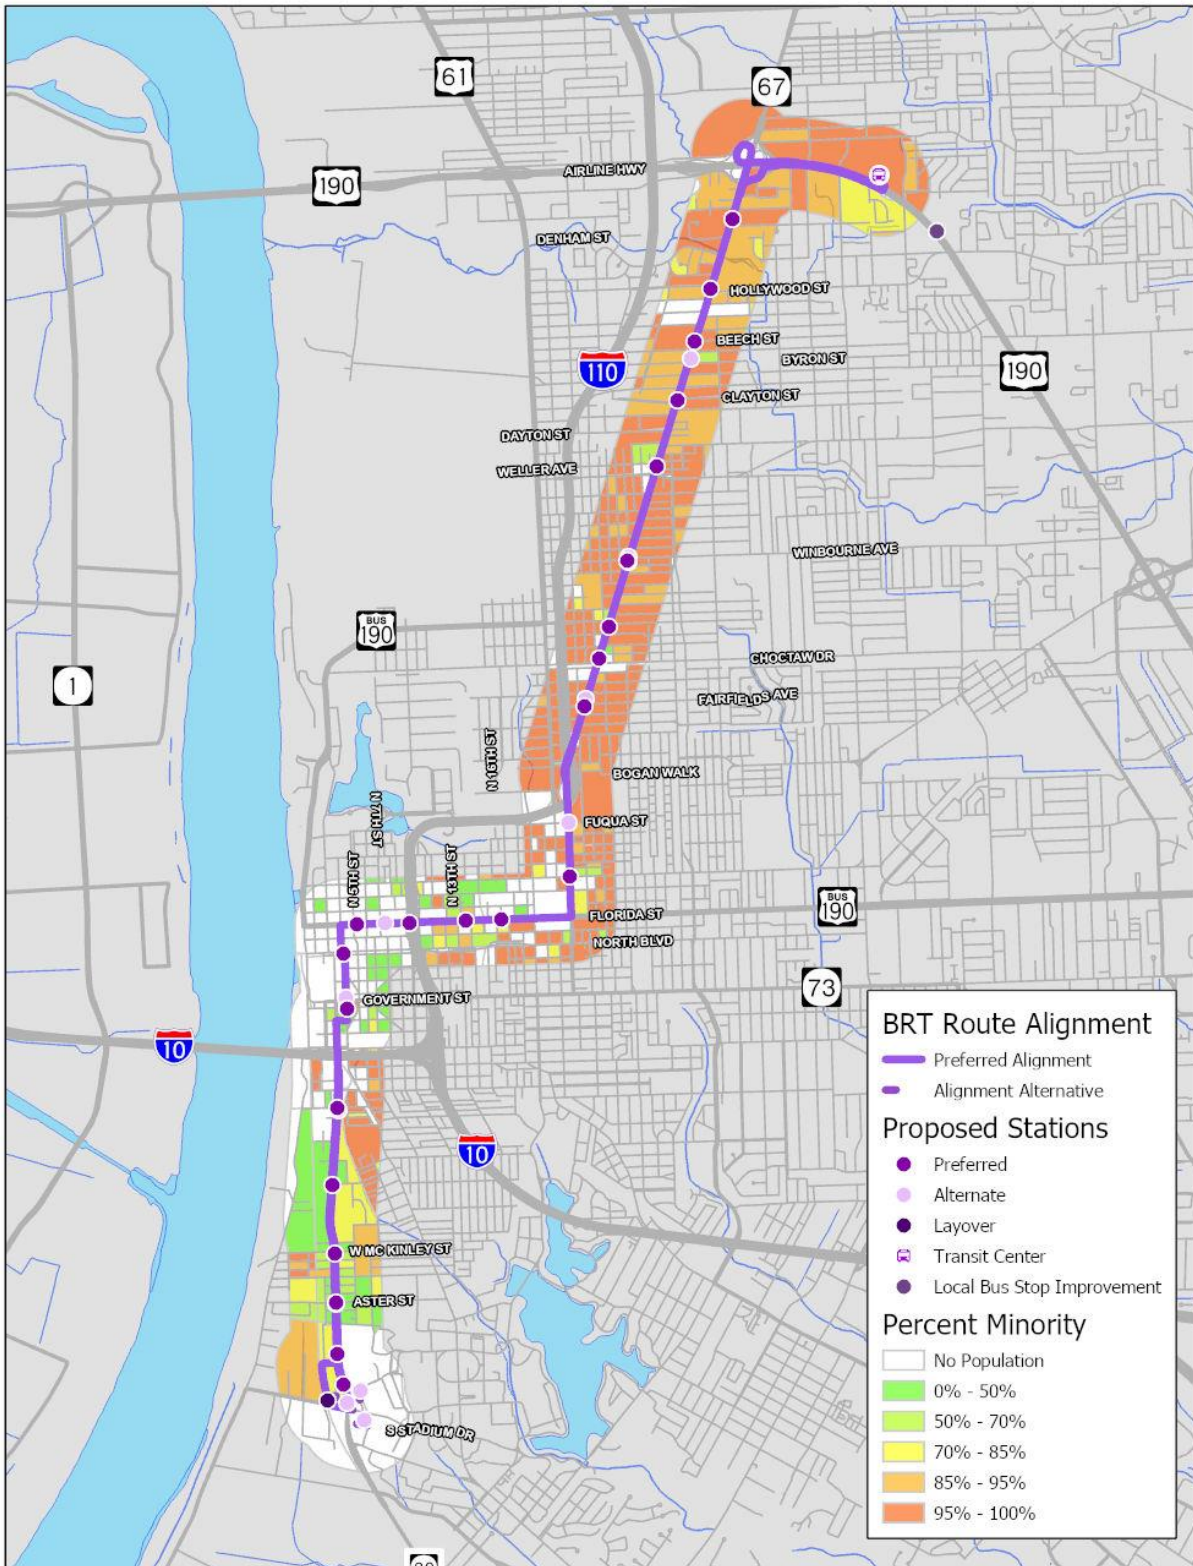 61
67
AIRLINE HWY
190
DENHAM ST
HOLLYWOOD ST
BEECH ST
BYRON ST
110
190
CLAYTON ST
DAYTON ST
WELLER AVE
WINBOURNE AVE
BUS
190
CHOCTAW DR
1
FAIRFIELDS AVE
N 16TH ST
BOGAN WALK
N 7TH ST
FUQUA ST
N 5TH ST
N 13TH ST
BUS
190
FLORIDA ST
NORTH BLVD
73
GOVERNMENT ST
10
10
W MC KINLEY ST
ASTER ST
S STADIUM DR
BRT Route Alignment
Preferred Alignment
Alignment Alternative
Proposed Stations
Preferred
Alternate
Layover
Transit Center
Local Bus Stop Improvement
Percent Minority
No Population
0% - 50%
50% - 70%
70% - 85%
85% - 95%
95% - 100%